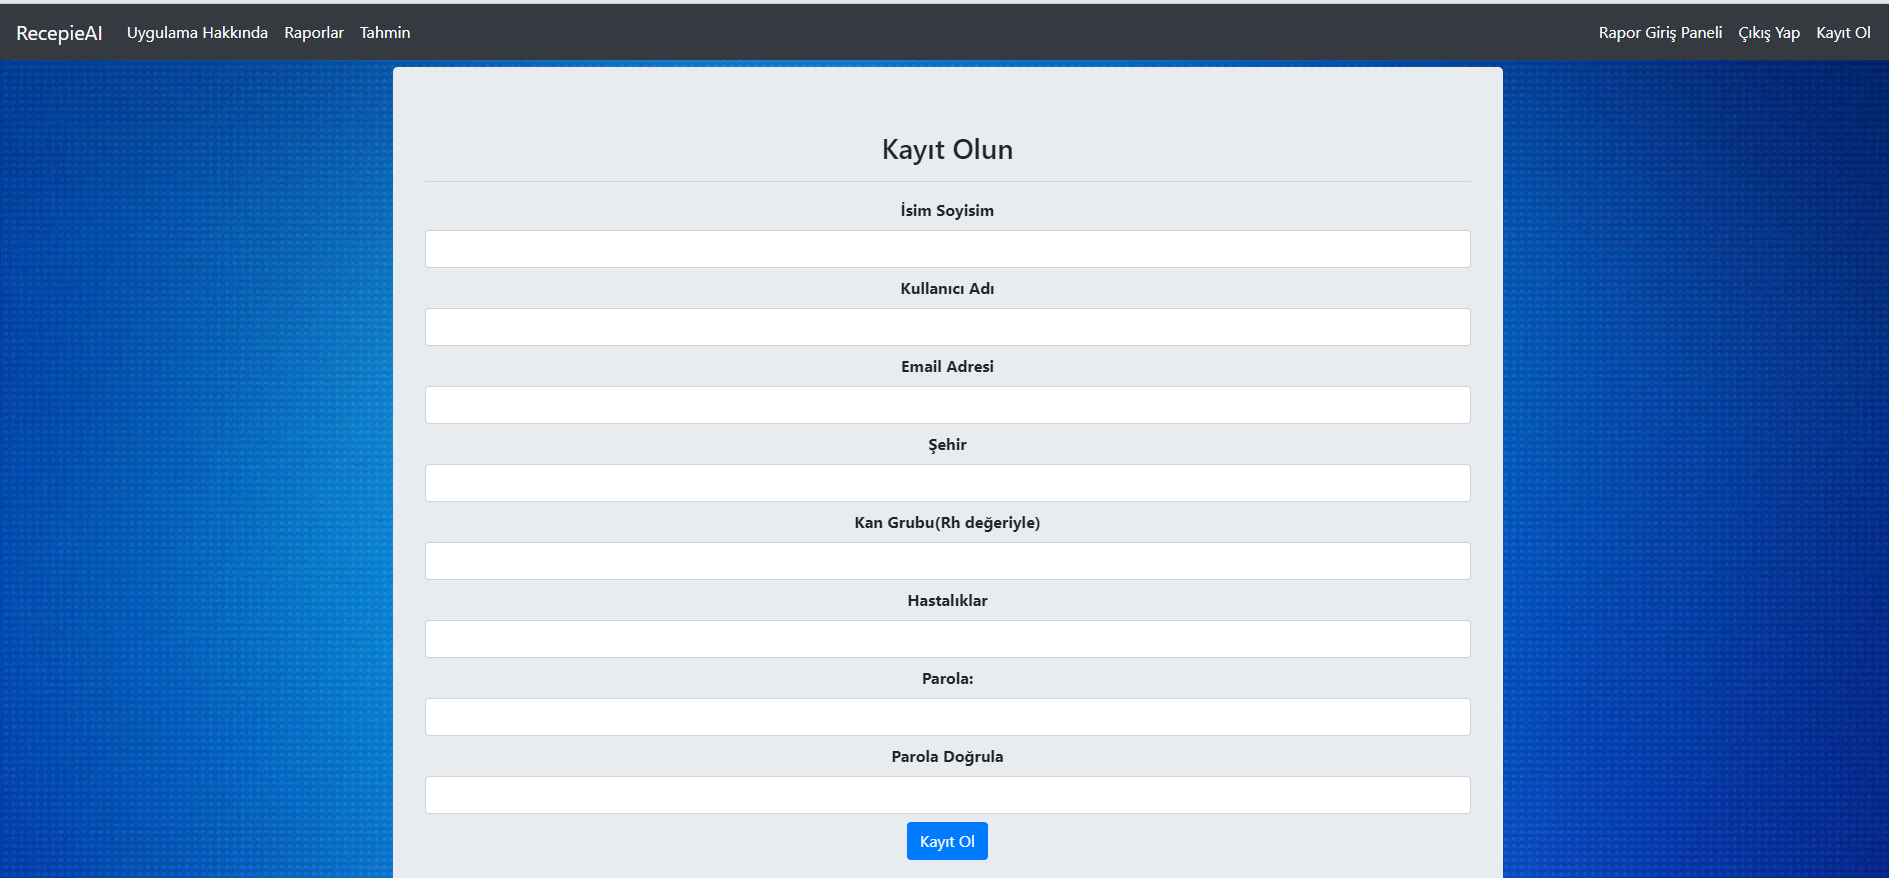 RecepieAI Uygulama Hakkında Raporlar Tahmin Rapor Giriş Paneli Çıkış Yap Kayıt Ol
Kayıt Olun
İsim Soyisim
Kullanıcı Adı
Email Adresi
Şehir
Kan Grubu(Rh değeriyle)
Hastalıklar
Parola:
Parola Doğrula
Kayıt Ol